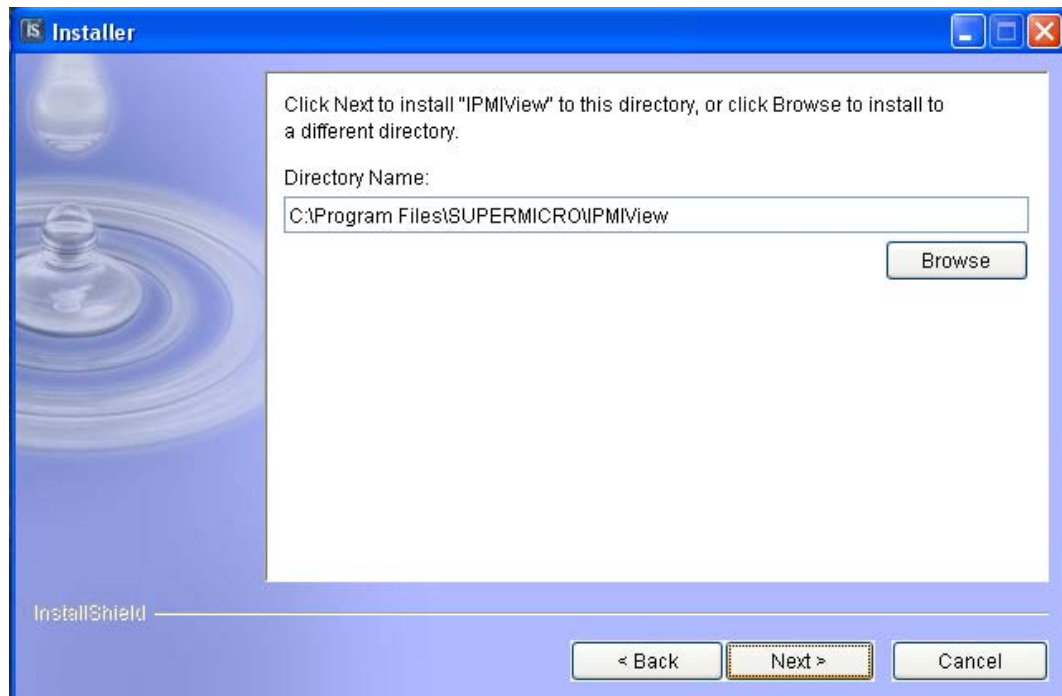 IS Installer
Click Next to install "IPMIView" to this directory, or click Browse to install to
a different directory.
Directory Name:
C:\Program Files\SUPERMICRO\IPMIView
Browse
InstallShield
< Back Next > Cancel